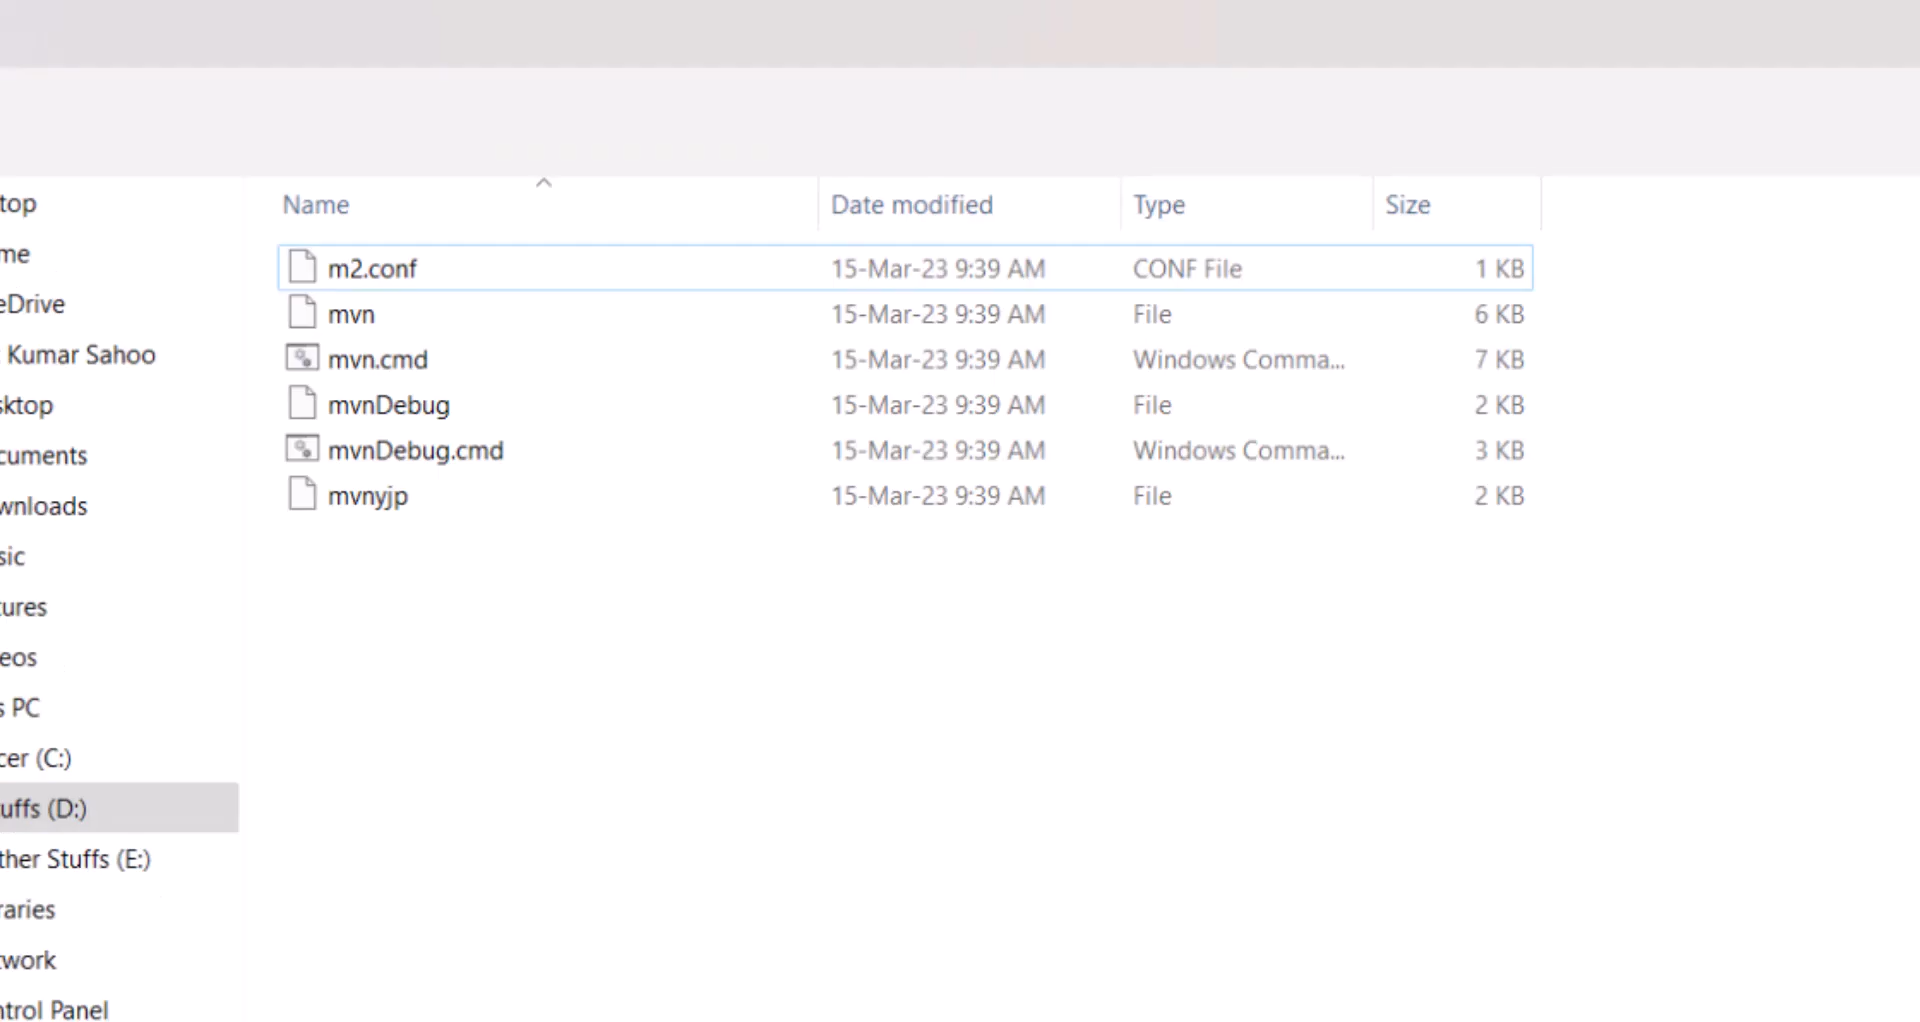 top
me
eDrive
Kumar Sahoo
sktop
cuments
wnloads
sic
tures
eos
s PC
cer (C:)
uffs (D:)
ther Stuffs (E:)
raries
twork
ntrol Panel
Name Date modified Type Size
m2.conf 15-Mar-23 9:39 AM CONF File 1 KB
mvn 15-Mar-23 9:39 AM File 6 KB
mvn.cmd 15-Mar-23 9:39 AM Windows Comma... 7 KB
mvnDebug 15-Mar-23 9:39 AM File 2 KB
mvnDebug.cmd 15-Mar-23 9:39 AM Windows Comma... 3 KB
mvnyjp 15-Mar-23 9:39 AM File 2 KB